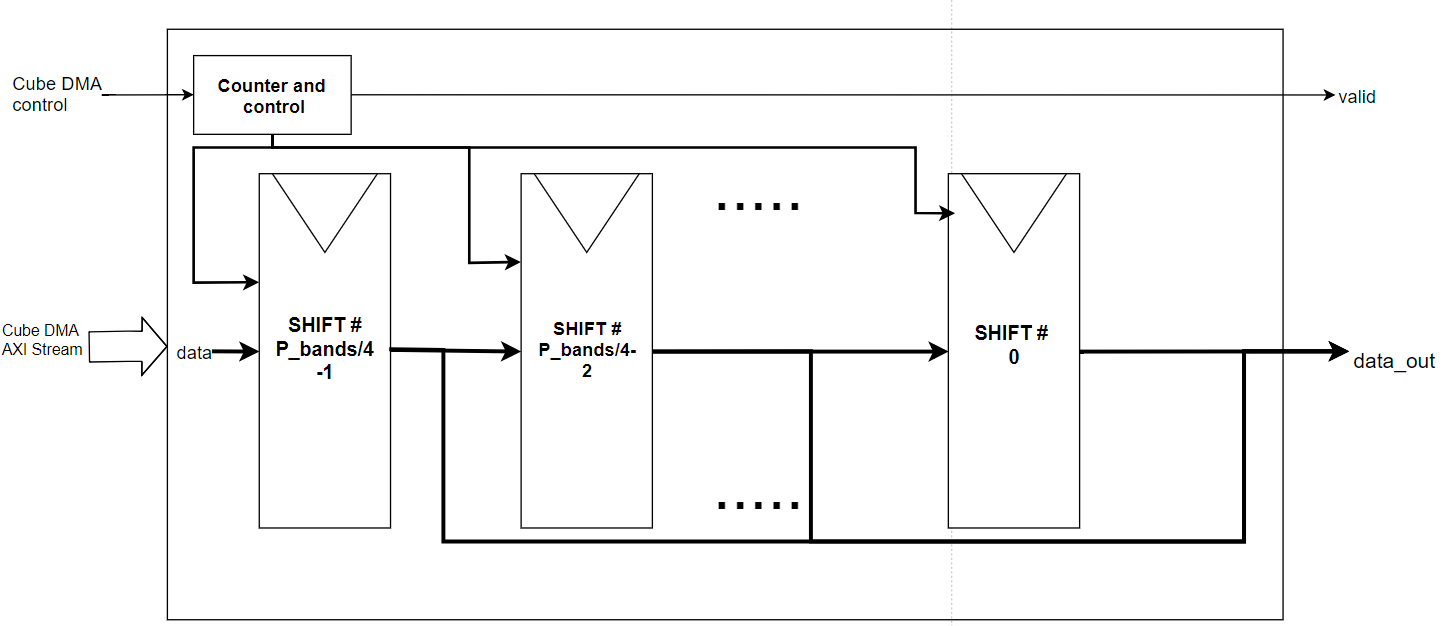 Cube DMA
control
Counter and
control
valid
Cube DMA
AXI Stream
data
SHIFT #
P_bands/4
-1
SHIFT #
P_bands/4-
2
SHIFT #
0
data_out